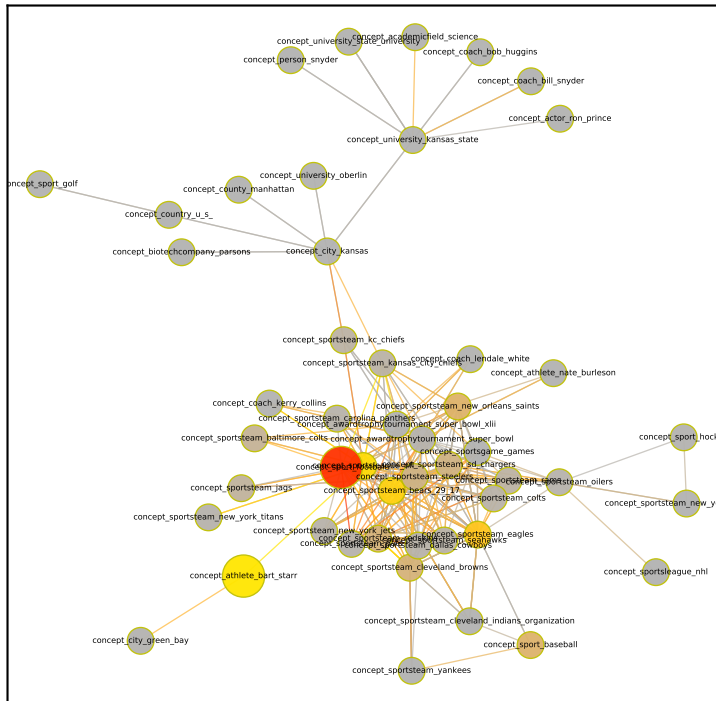 concept_academicfield_science
concept_university_state_university
concept_coach_bob_huggins
concept_person_snyder
concept_coach_bill_snyder
concept_actor_ron_prince
concept_university_kansas_state
concept_university_oberlin
concept_sport_golf
concept_county_manhattan
concept_country_u_s_
concept_biotechcompany_parsons
concept_city_kansas
concept_sportsteam_kc_chiefs
concept_coach_lendale_white
concept_sportsteam_kansas_city_chiefs
concept_athlete_nate_burleson
concept_coach_kerry_collins
concept_sportsteam_new_orleans_saints
concept_sportsteam_carolina_panthers
concept_awardtrophytournament_super_bowl_xlii
concept_sportsteam_baltimore_colts
concept_awardtrophytournament_super_bowl
concept_sport_hock
concept_sportsgame_games
concept_sportsteam_sd_chargers
concept_sportsteam_steelers
concept_sportsteam_oilers
concept_sportsteam_jags
concept_sportsteam_bears_29_17
concept_sportsteam_colts
concept_sportsteam_new_yo
concept_sportsteam_new_york_titans
concept_sportsteam_new_york_jets
concept_sportsteam_eagles
concept_sportsteam_dallas_cowboys
concept_sportsteam_cleveland_browns
concept_sportsleague_nhl
concept_athlete_bart_starr
concept_sportsteam_cleveland_indians_organization
concept_city_green_bay
concept_sport_baseball
concept_sportsteam_yankees